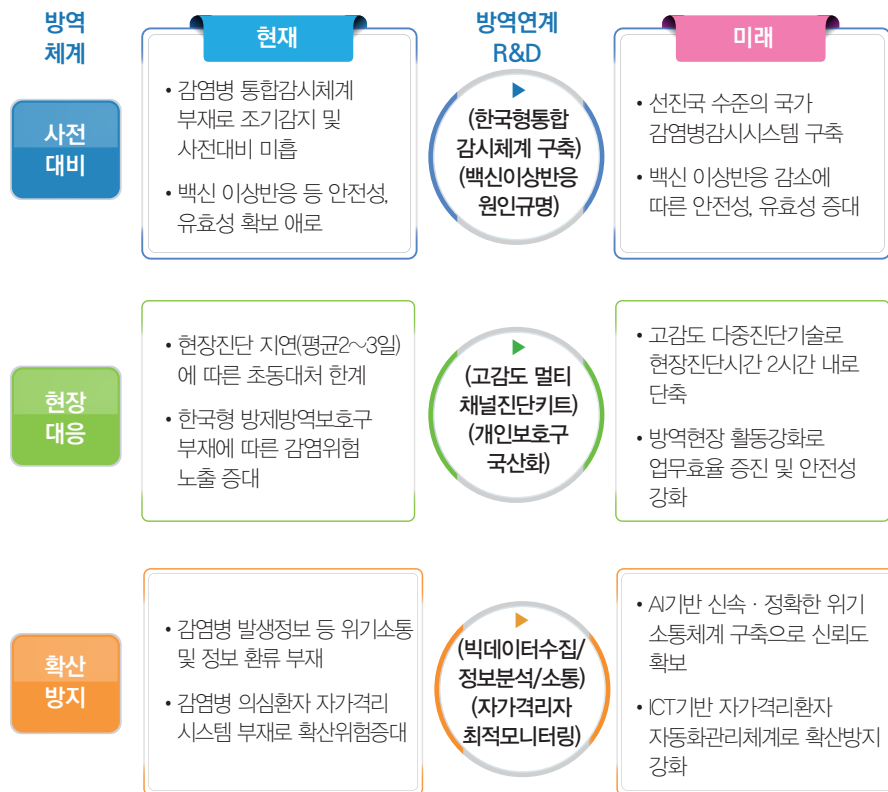 방역
체계
현재
방역연계
R&D
미래
사전
대비
• 감염병 통합감시체계
부재로 조기감지 및
사전대비 미흡
• 백신 이상반응 등 안전성,
유효성 확보 애로
(한국형통합
감시체계 구축)
(백신이상반응
원인규명)
• 선진국 수준의 국가
감염병감시시스템 구축
• 백신 이상반응 감소에
따른 안전성, 유효성 증대
현장
대응
• 현장진단 지연(평균2~3일)
에 따른 초동대처 한계
• 한국형 방제방역보호구
부재에 따른 감염위험
노출 증대
(고감도 멀티
채널진단키트)
(개인보호구
국산화)
• 고감도 다중진단기술로
현장진단시간 2시간 내로
단축
• 방역현장 활동강화로
업무효율 증진 및 안전성
강화
확산
방지
• 감염병 발생정보 등 위기소통
및 정보 환류 부재
• 감염병 의심환자 자가격리
시스템 부재로 확산위험증대
(빅데이터수집/
정보분석/소통)
(자가격리자
최적모니터링)
• AI기반 신속 · 정확한 위기
소통체계 구축으로 신뢰도
확보
• ICT기반 자가격리환자
자동화관리체계로 확산방지
강화